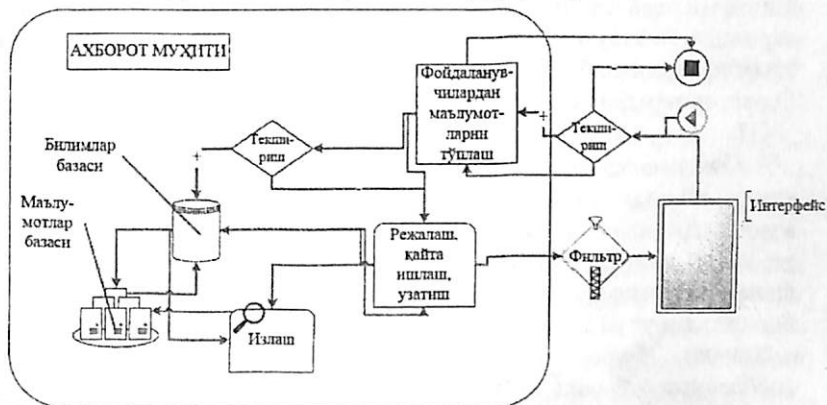 АХБОРОТ МУҲИТИ
Билимлар
базаси
Маълу-
мотлар
базаси
+
Текши-
риш
Фойдаланув-
чилардан
маълумот-
ларни
тўплаш
+
Текши-
риш
Интерфейс
Режалаш,
қайта
ишлаш,
узатиш
Фильтр
Излаш